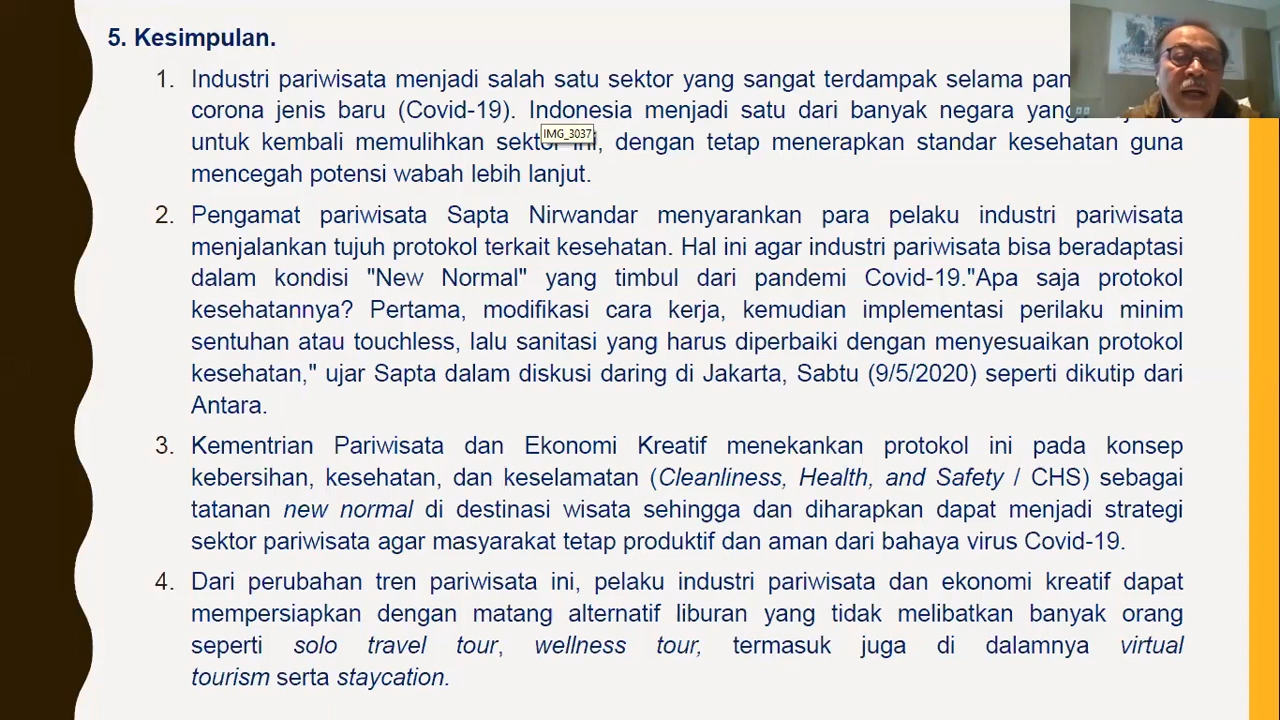 5. Kesimpulan.
1. Industri pariwisata menjadi salah satu sektor yang sangat terdampak selama
corona jenis baru (Covid-19). Indonesia menjadi satu dari banyak negara yang
untuk kembali memulihkan sektor ini, dengan tetap menerapkan standar kesehatan guna
IMG_3037
mencegah potensi wabah lebih lanjut.
2. Pengamat pariwisata Sapta Nirwandar menyarankan para pelaku industri pariwisata
menjalankan tujuh protokol terkait kesehatan. Hal ini agar industri pariwisata bisa beradaptasi
dalam kondisi "New Normal" yang timbul dari pandemi Covid-19."Apa saja protokol
kesehatannya? Pertama, modifikasi cara kerja, kemudian implementasi perilaku minim
sentuhan atau touchless, lalu sanitasi yang harus diperbaiki dengan menyesuaikan protokol
kesehatan," ujar Sapta dalam diskusi daring di Jakarta, Sabtu (9/5/2020) seperti dikutip dari
Antara.
3. Kementrian Pariwisata dan Ekonomi Kreatif menekankan protokol ini pada konsep
kebersihan, kesehatan, dan keselamatan (Cleanliness, Health, and Safety / CHS) sebagai
tatanan new normal di destinasi wisata sehingga dan diharapkan dapat menjadi strategi
sektor pariwisata agar masyarakat tetap produktif dan aman dari bahaya virus Covid-19.
4. Dari perubahan tren pariwisata ini, pelaku industri pariwisata dan ekonomi kreatif dapat
mempersiapkan dengan matang alternatif liburan yang tidak melibatkan banyak orang
seperti solo travel tour, wellness tour, termasuk juga di dalamnya virtual
tourism serta staycation.